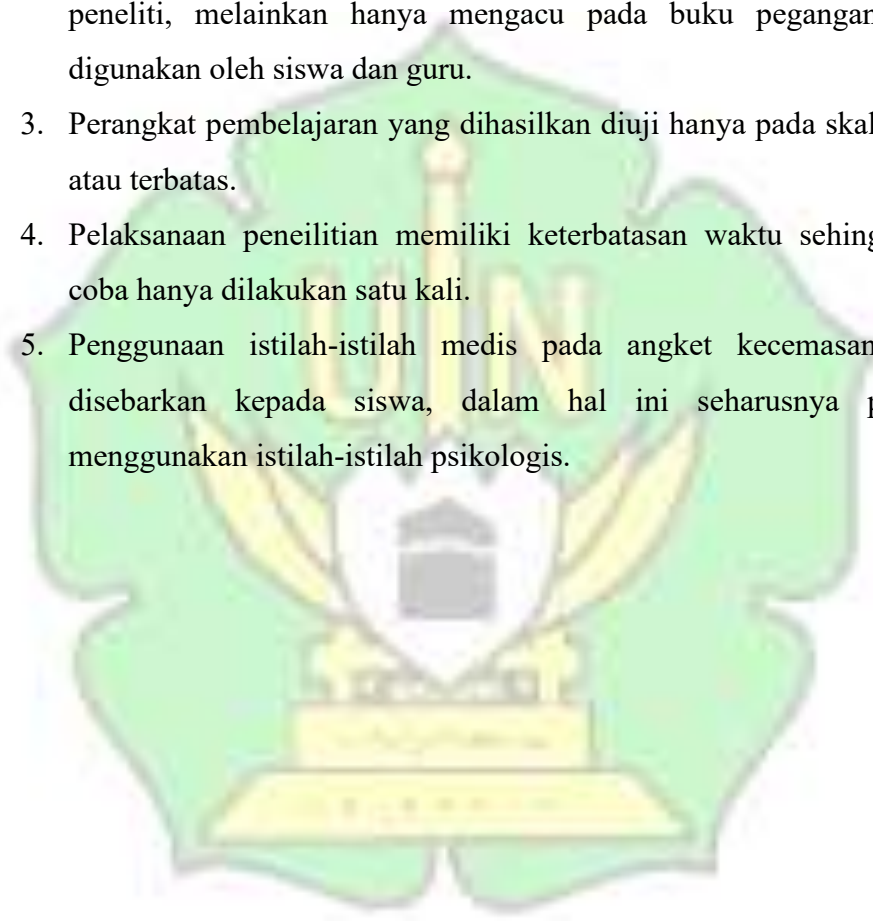 peneliti, melainkan hanya mengacu pada buku pegangan
digunakan oleh siswa dan guru.
3. Perangkat pembelajaran yang dihasilkan diuji hanya pada skal
atau terbatas.
4. Pelaksanaan peneilitian memiliki keterbatasan waktu sehing
coba hanya dilakukan satu kali.
5. Penggunaan istilah-istilah medis pada angket kecemasan
disebarkan kepada siswa, dalam hal ini seharusnya p
menggunakan istilah-istilah psikologis.
UIN